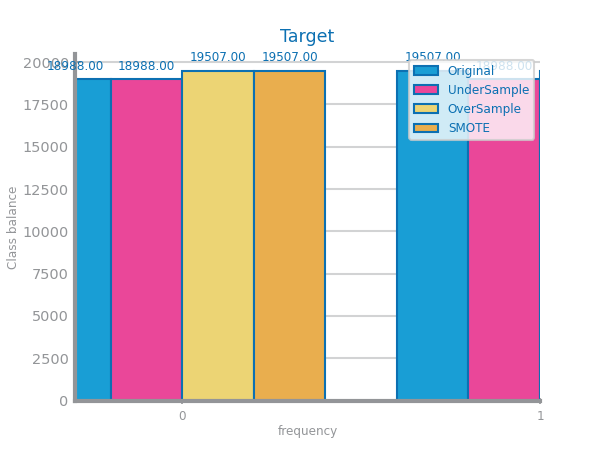 Target
19507.00 19507.00 19507.00
18988.00 18988.00 18988.00
Original
UnderSample
OverSample
SMOTE
20000
17500
15000
12500
10000
7500
5000
2500
0
Class balance
0 1
frequency